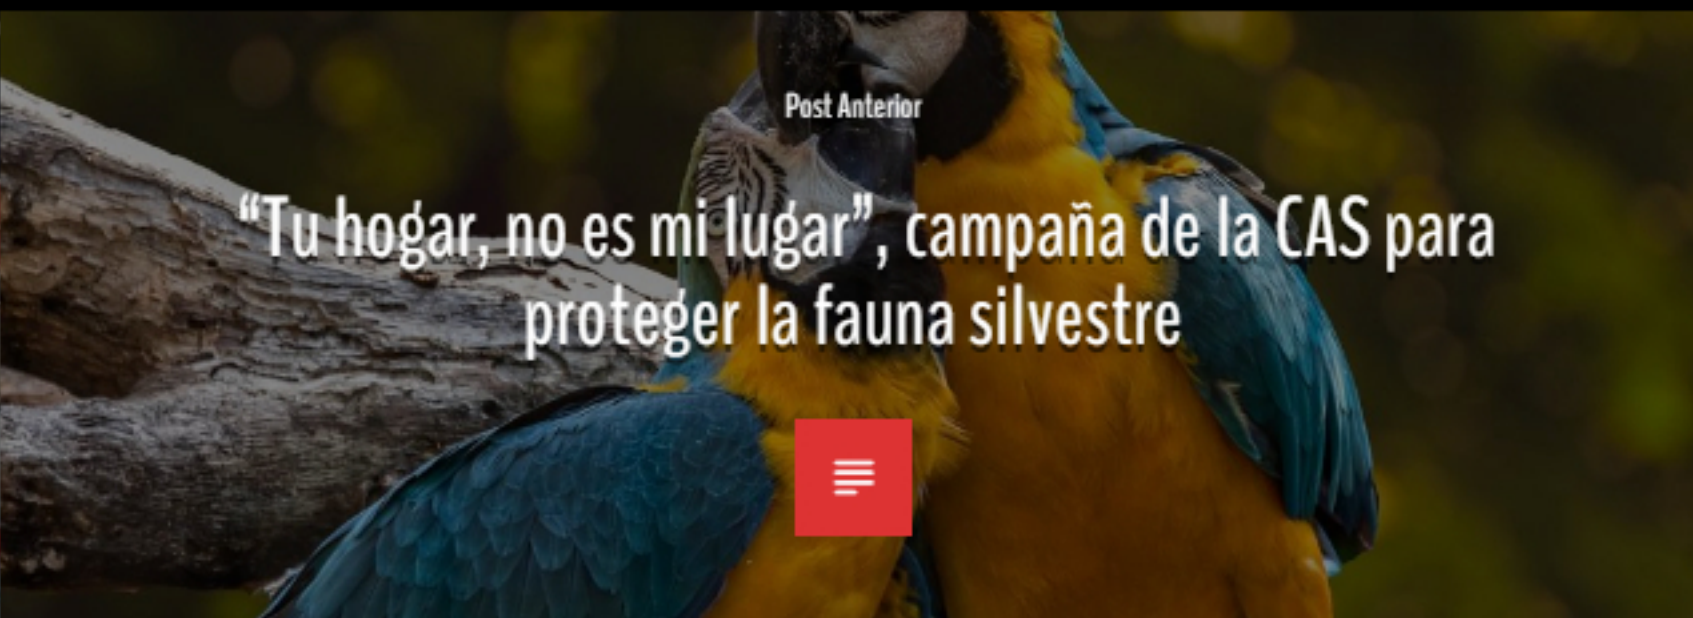 Post Anterior
“Tu hogar, no es mi lugar” , campaña de la CAS para
proteger la fauna silvestre